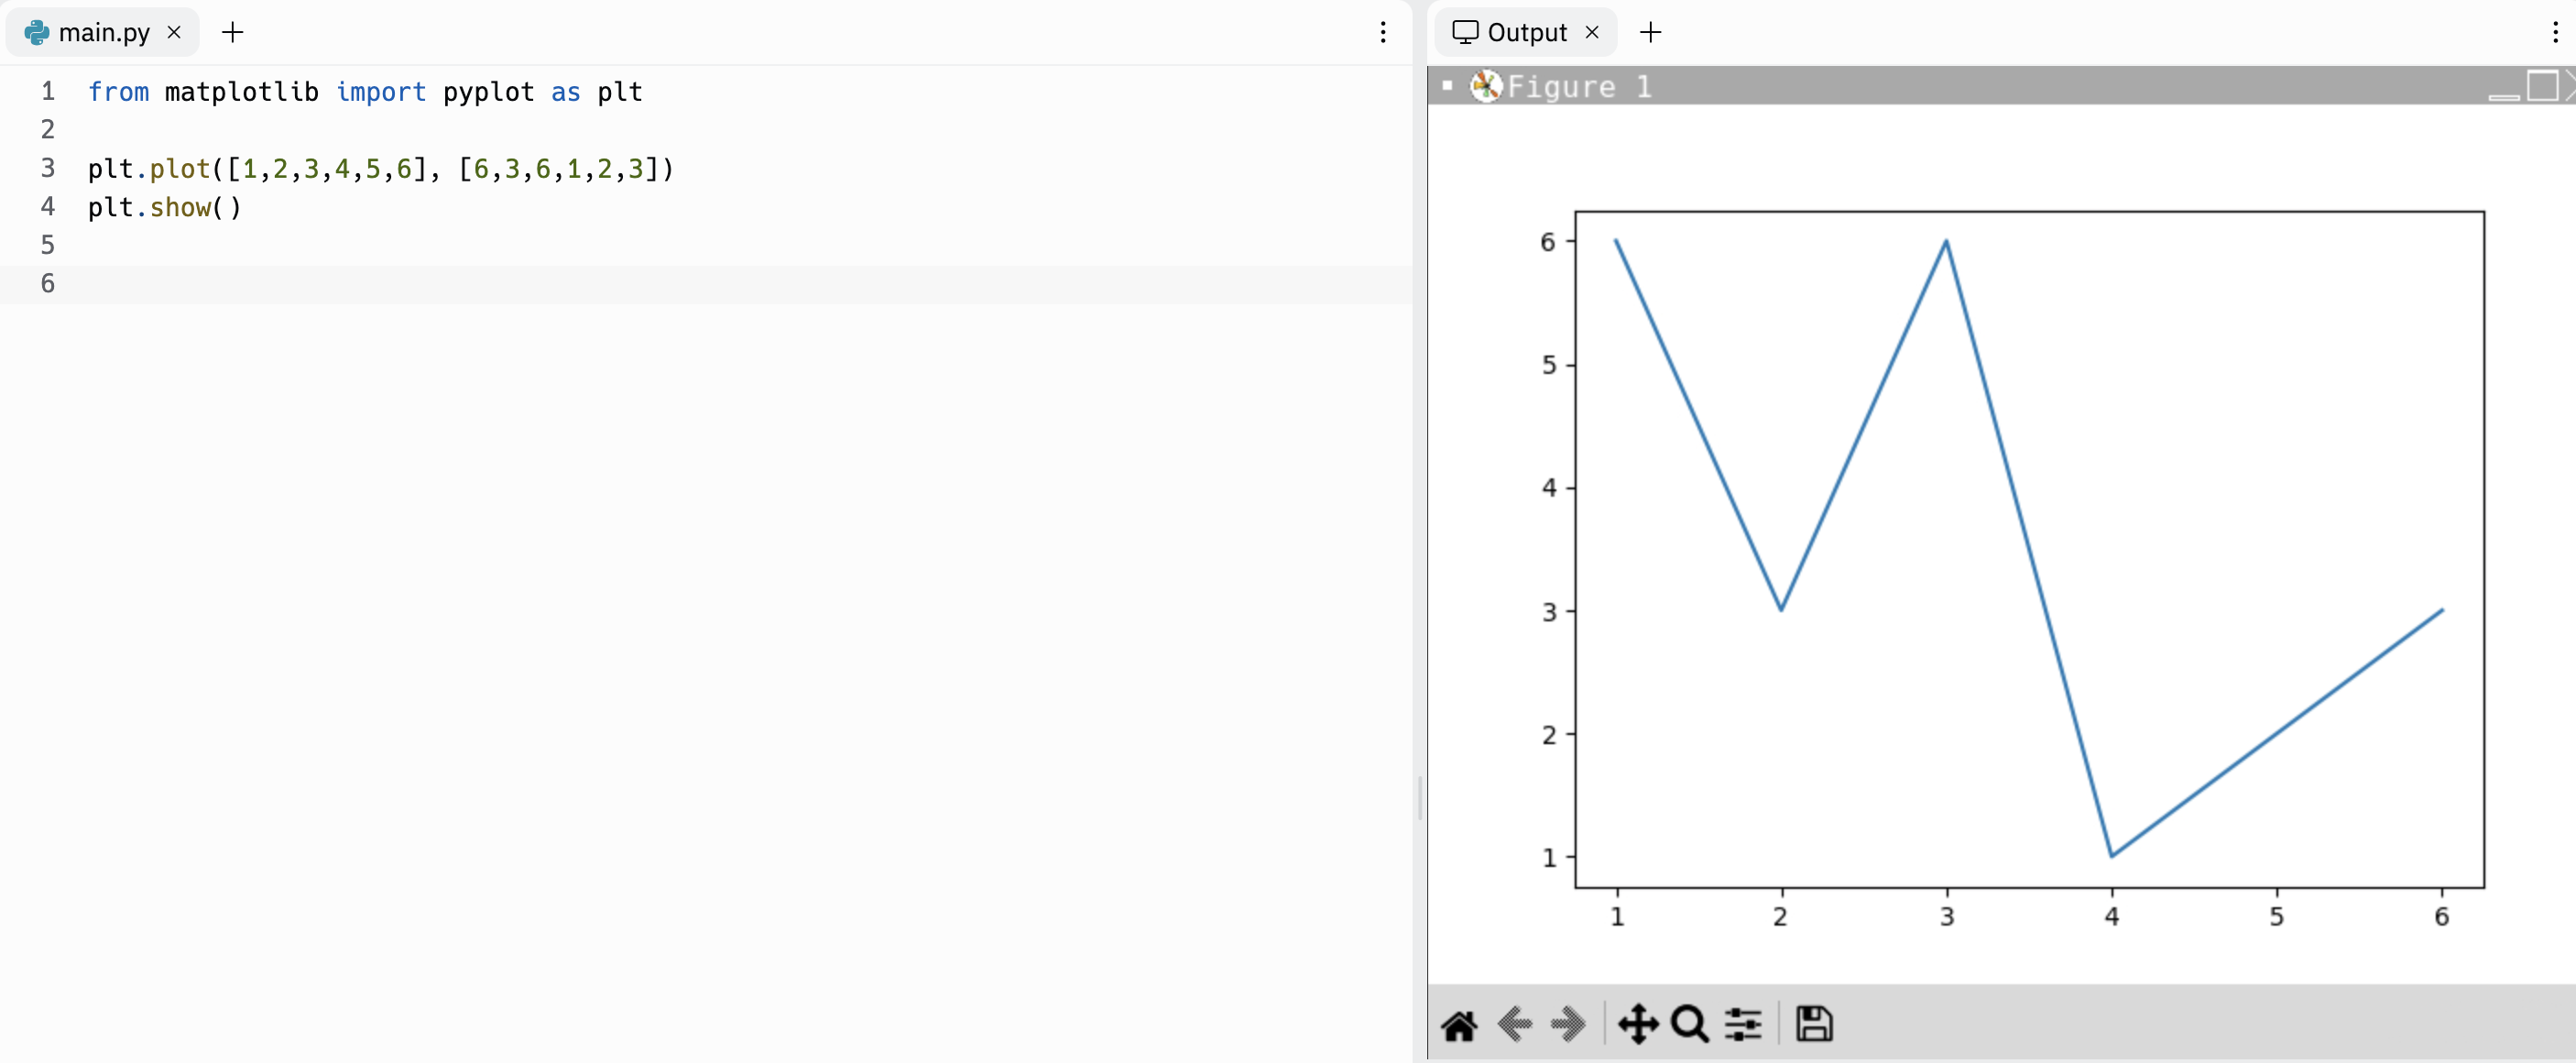 main.py
1 from matplotlib import pyplot as plt
2
3 plt.plot([1,2,3,4,5,6], [6,3,6,1,2,3])
4 plt.show()
5
6
Output
Figure 1
6
5
4
3
2
1
1 2 3 4 5 6